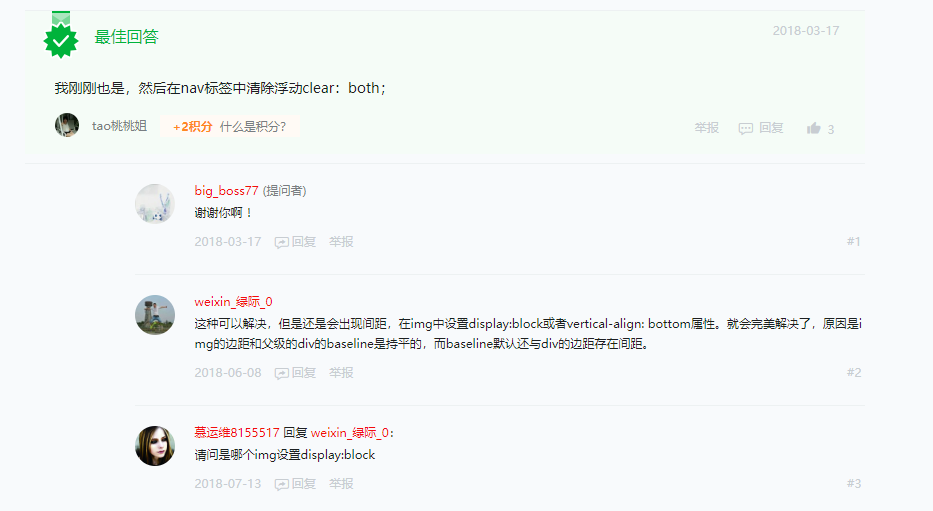 最佳回答
2018-03-17
我刚刚也是，然后在nav标签中清除浮动clear：both；
tao桃桃姐 +2积分 什么是积分？
举报 回复 3
big_boss77 (提问者)
谢谢你啊！
2018-03-17 回复 举报 #1
weixin_绿际_0
这种可以解决，但是还是会出现间距，在img中设置display:block或者vertical-align: bottom属性。就会完美解决了，原因是i
mg的边距和父级的div的baseline是持平的，而baseline默认还与div的边距存在间距。
2018-06-08 回复 举报 #2
慕运维8155517 回复 weixin_绿际_0：
请问是哪个img设置display:block
2018-07-13 回复 举报 #3